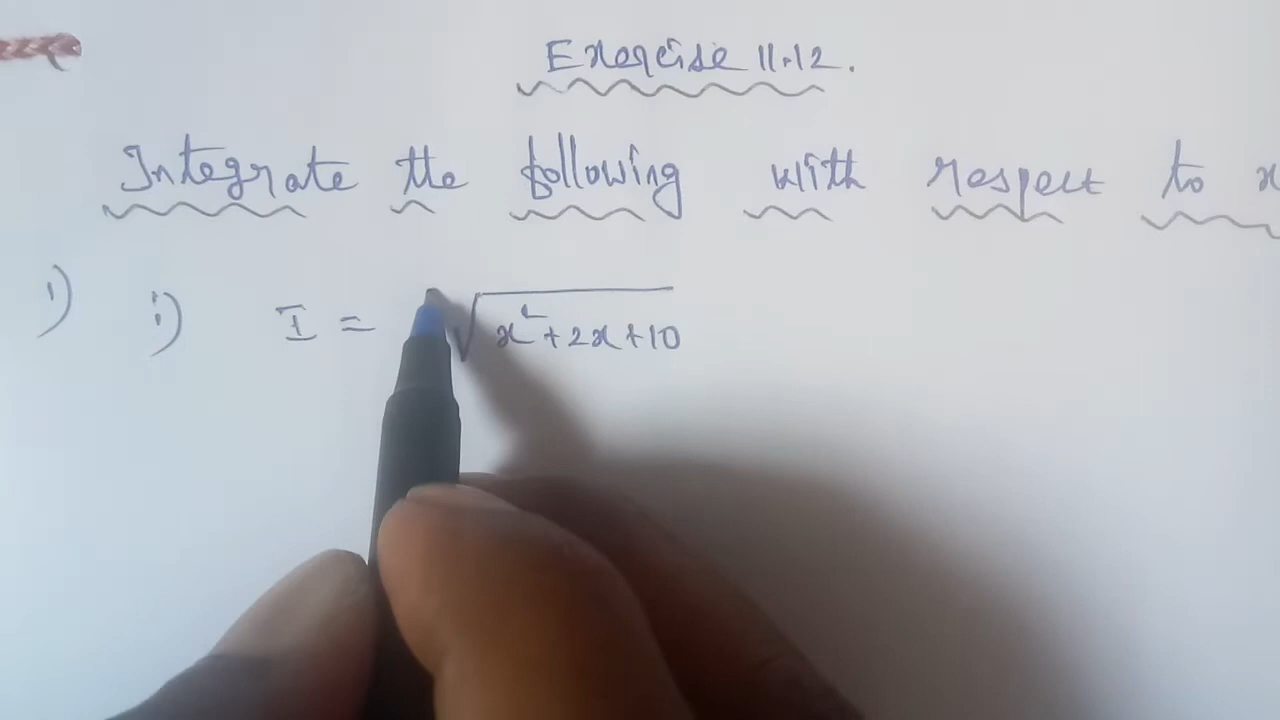 Exercise 11.12.
Integrate the following with respect to x
1) i) I = √x²+2x+10